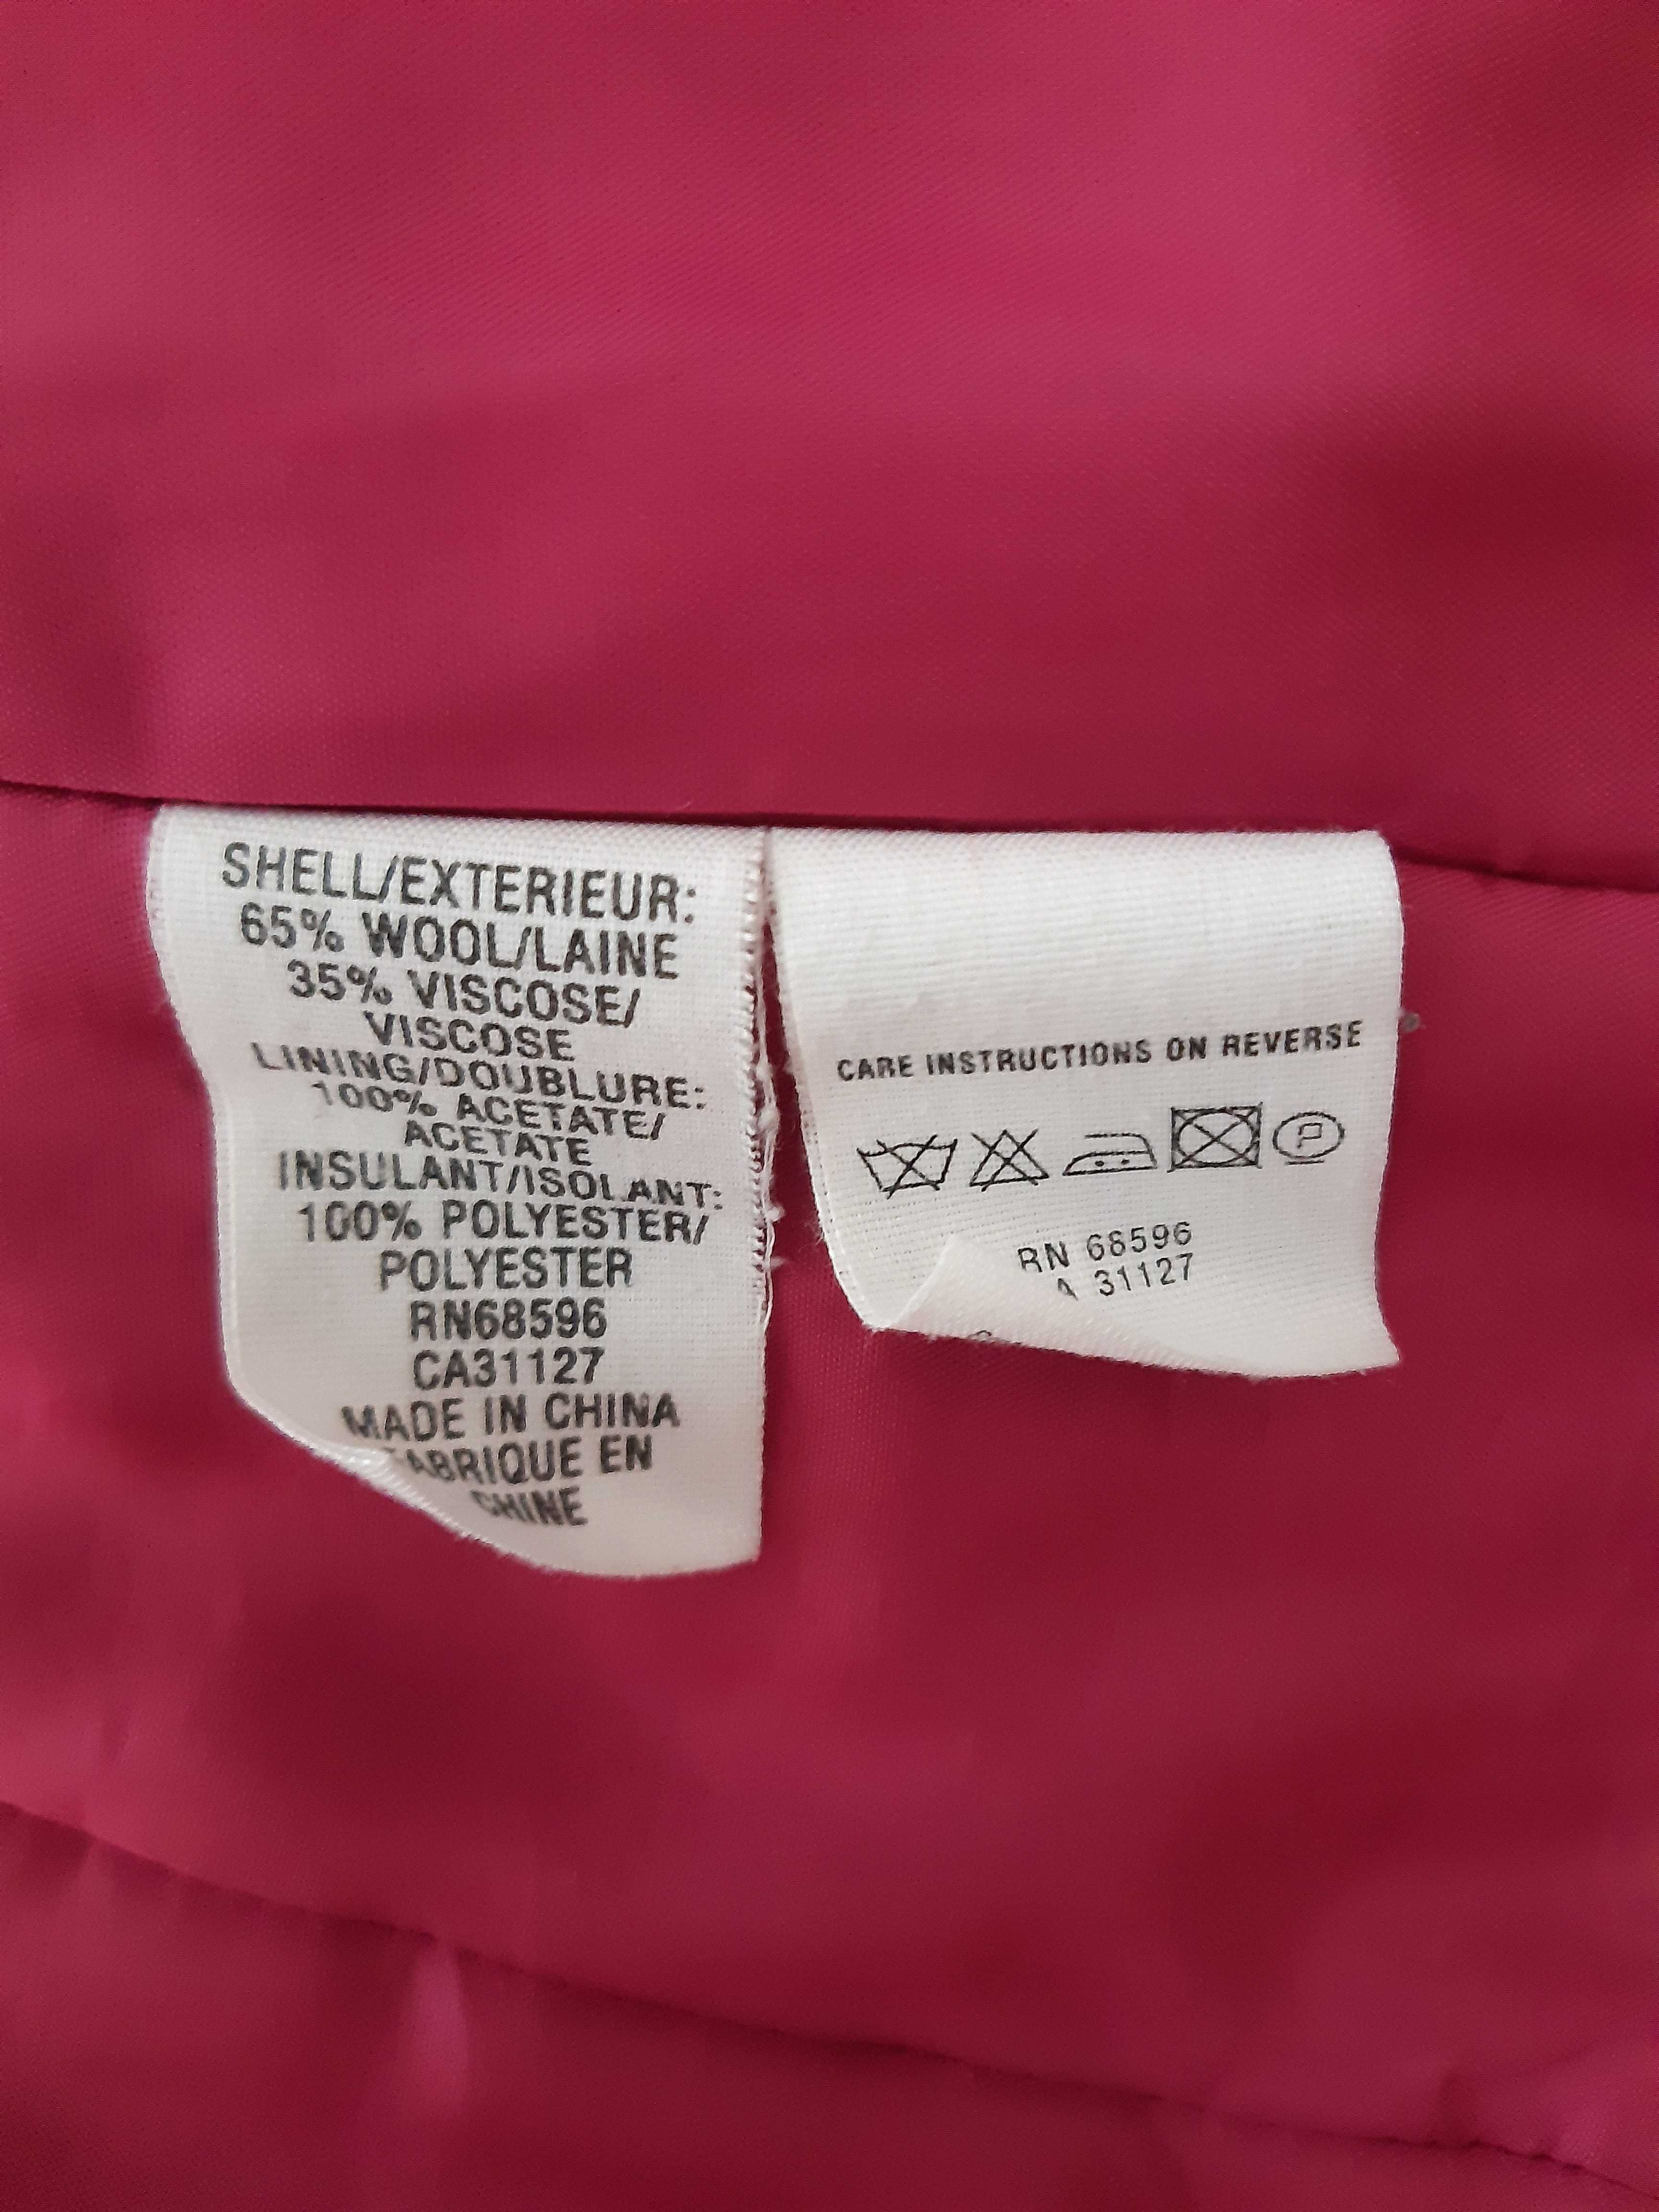 SHELL/EXTERIEUR:
65% WOOL/LAINE
35% VISCOSE/
VISCOSE
LINING/DOUBLURE:
100% ACETATE/
ACETATE
INSULANT/ISOLANT:
100% POLYESTER/
POLYESTER
RN68596
CA31127
MADE IN CHINA
FABRIQUE EN
CHINE
CARE INSTRUCTIONS ON REVERSE
P
RN 68596
A 31127